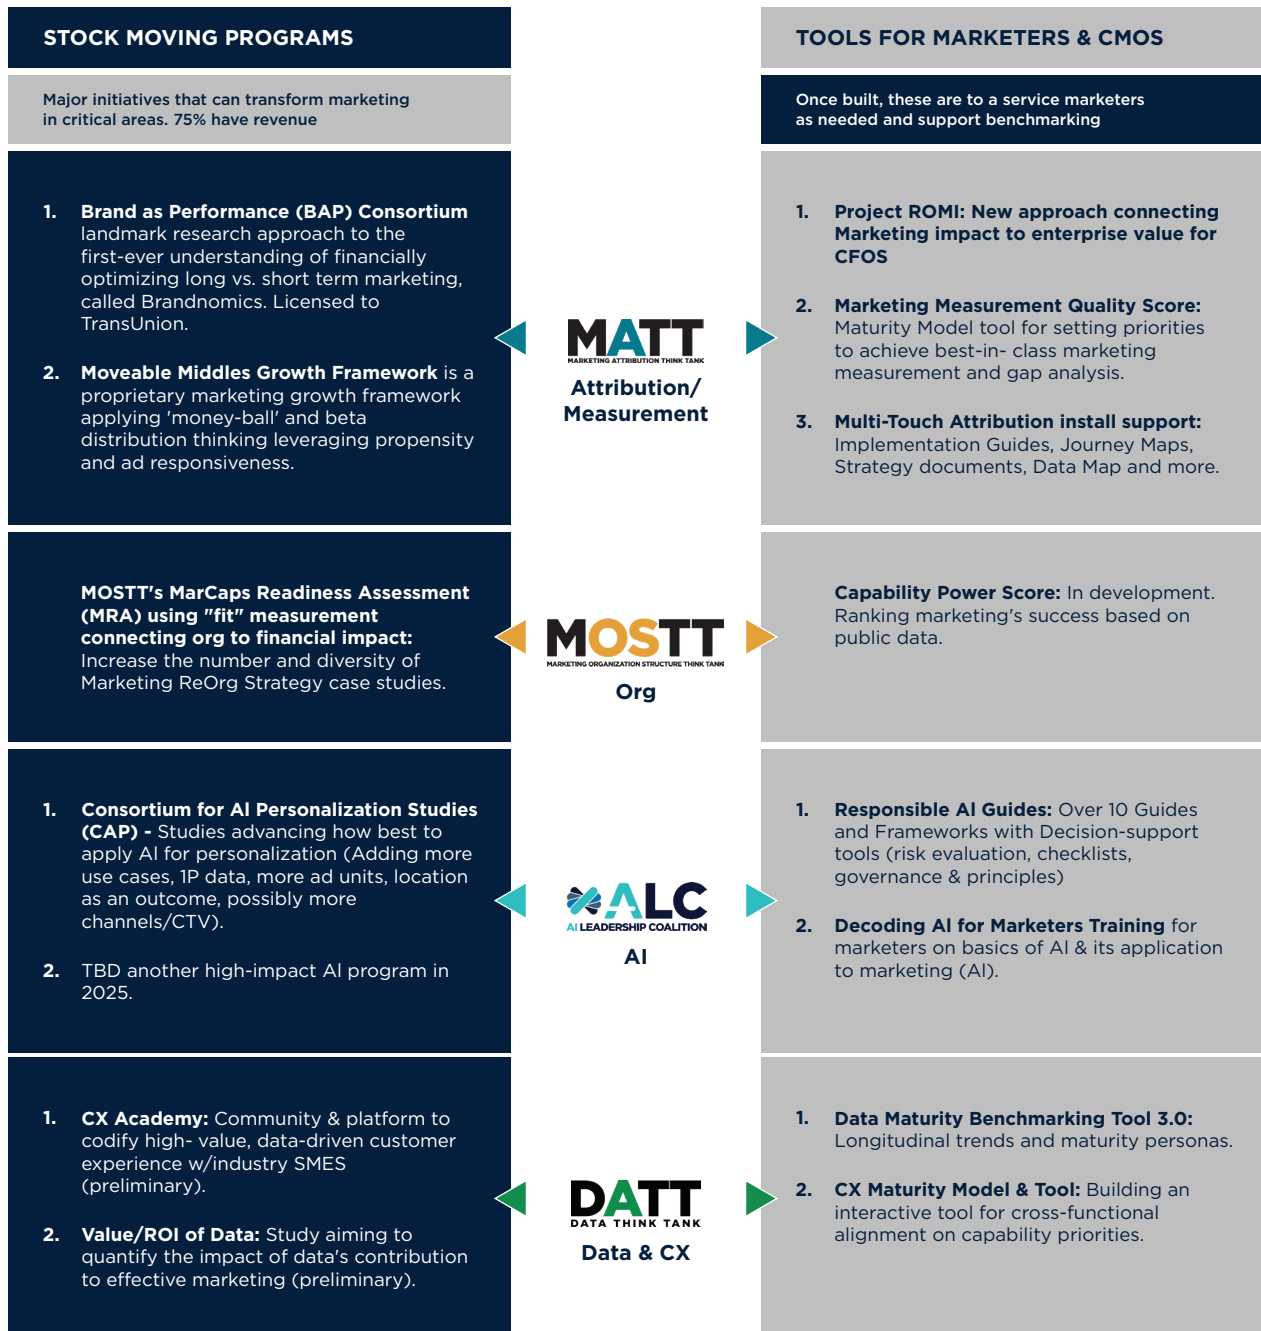 STOCK MOVING PROGRAMS
Major initiatives that can transform marketing
in critical areas. 75% have revenue
TOOLS FOR MARKETERS & CMOS
Once built, these are to a service marketers
as needed and support benchmarking
1. Brand as Performance (BAP) Consortium
landmark research approach to the
first-ever understanding of financially
optimizing long vs. short term marketing,
called Brandnomics. Licensed to
TransUnion.
2. Moveable Middles Growth Framework is a
proprietary marketing growth framework
applying 'money-ball' and beta
distribution thinking leveraging propensity
and ad responsiveness.
MATT
MARKETING ATTRIBUTION THINK TANK
Attribution/
Measurement
1. Project ROMI: New approach connecting
Marketing impact to enterprise value for
CFOS
2. Marketing Measurement Quality Score:
Maturity Model tool for setting priorities
to achieve best-in- class marketing
measurement and gap analysis.
3. Multi-Touch Attribution install support:
Implementation Guides, Journey Maps,
Strategy documents, Data Map and more.
MOSTT's MarCaps Readiness Assessment
(MRA) using "fit" measurement
connecting org to financial impact:
Increase the number and diversity of
Marketing ReOrg Strategy case studies.
MOSTT
MARKETING ORGANIZATION STRUCTURE THINK TANK
Org
Capability Power Score: In development.
Ranking marketing's success based on
public data.
1. Consortium for AI Personalization Studies
(CAP) - Studies advancing how best to
apply AI for personalization (Adding more
use cases, 1P data, more ad units, location
as an outcome, possibly more
channels/CTV).
2. TBD another high-impact AI program in
2025.
ALC
AI LEADERSHIP COALITION
AI
1. Responsible AI Guides: Over 10 Guides
and Frameworks with Decision-support
tools (risk evaluation, checklists,
governance & principles)
2. Decoding AI for Marketers Training for
marketers on basics of AI & its application
to marketing (AI).
1. CX Academy: Community & platform to
codify high- value, data-driven customer
experience w/industry SMES
(preliminary).
2. Value/ROI of Data: Study aiming to
quantify the impact of data's contribution
to effective marketing (preliminary).
DATT
DATA THINK TANK
Data & CX
1. Data Maturity Benchmarking Tool 3.0:
Longitudinal trends and maturity personas.
2. CX Maturity Model & Tool: Building an
interactive tool for cross-functional
alignment on capability priorities.